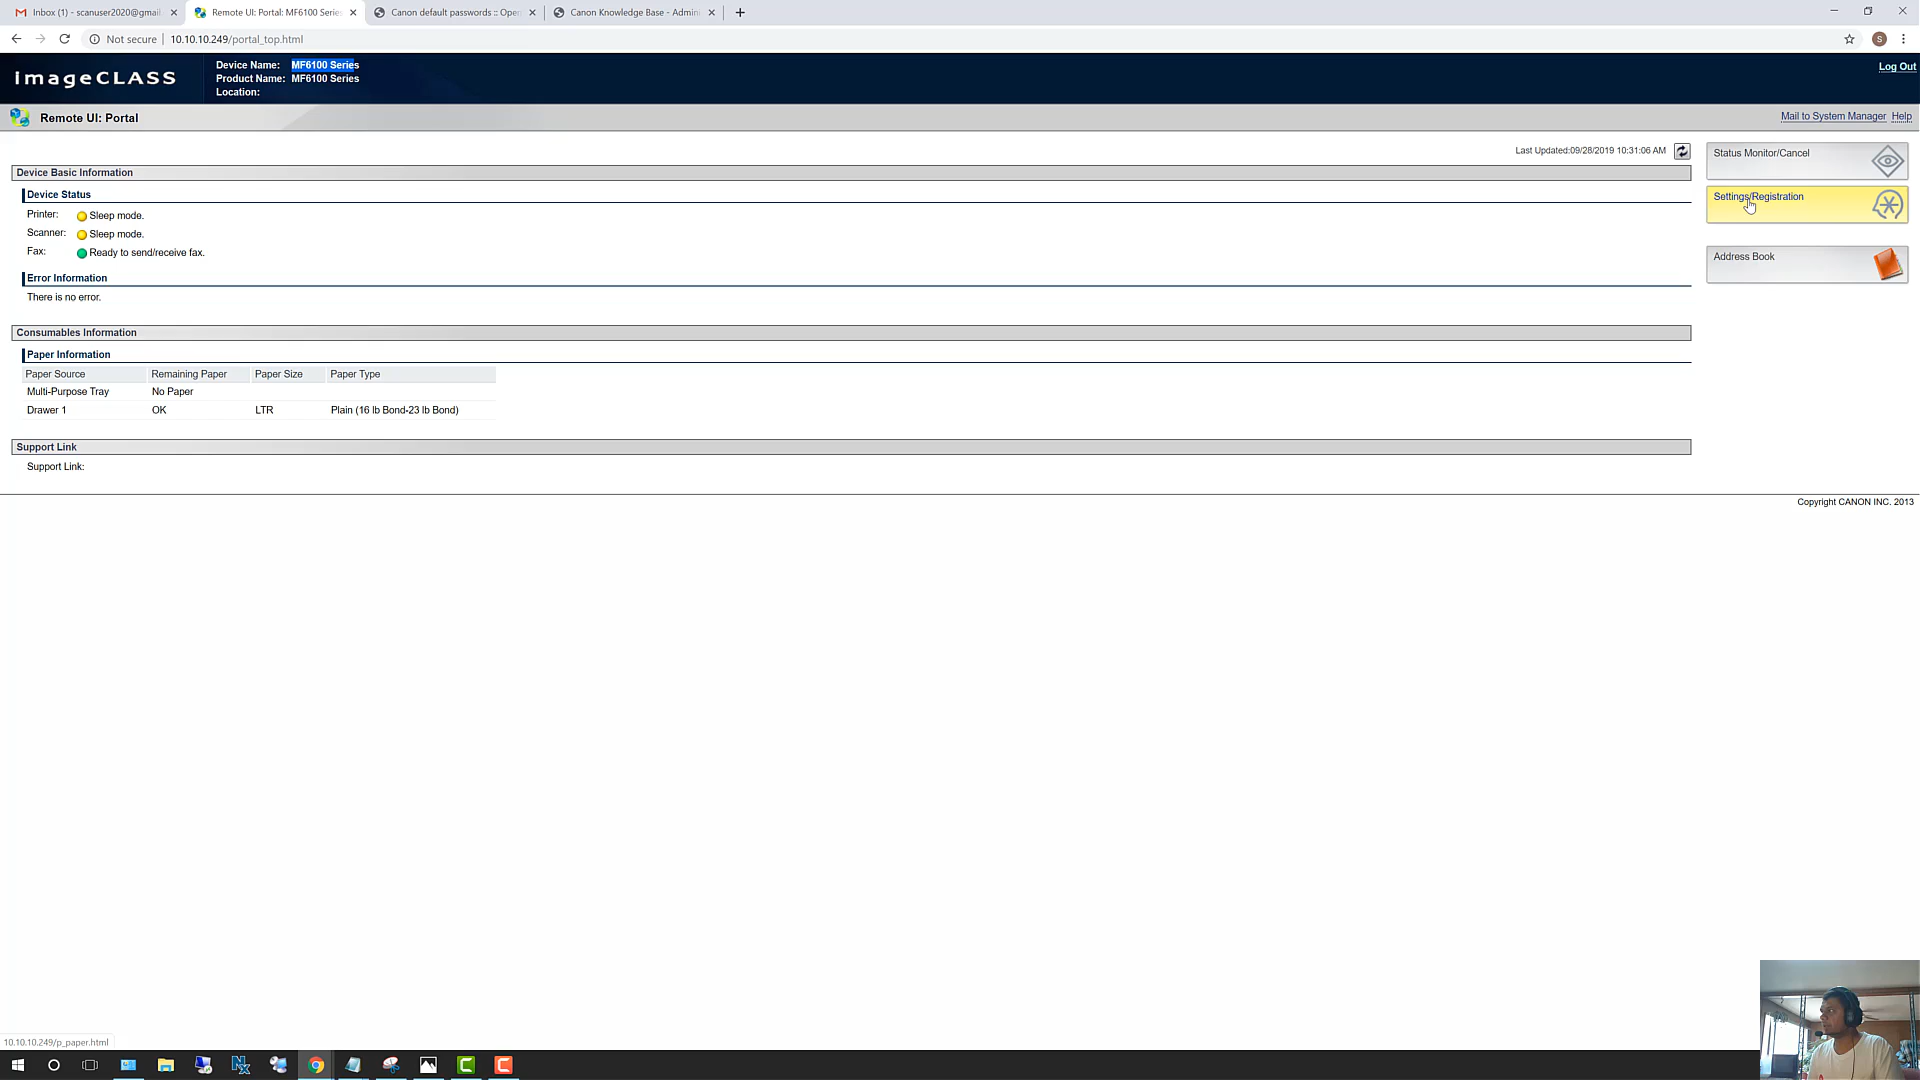 Inbox (1) - scanuser2020@gmail
Remote UI: Portal: MF6100 Series
Canon default passwords :: Oper
Canon Knowledge Base - Admin
Not secure
10.10.10.249/portal_top.html
S
imageCLASS
Device Name: MF6100 Series
Product Name: MF6100 Series
Location:
Log Out
Remote UI: Portal
Mail to System Manager Help
Last Updated:09/28/2019 10:31:06 AM
Status Monitor/Cancel
Settings/Registration
Address Book
Device Basic Information
Device Status
Printer: Sleep mode.
Scanner: Sleep mode.
Fax: Ready to send/receive fax.
Error Information
There is no error.
Consumables Information
Paper Information
Paper Source Remaining Paper Paper Size Paper Type
Multi-Purpose Tray No Paper
Drawer 1 OK LTR Plain (16 lb Bond-23 lb Bond)
Support Link
Support Link:
Copyright CANON INC. 2013
10.10.10.249/p_paper.html